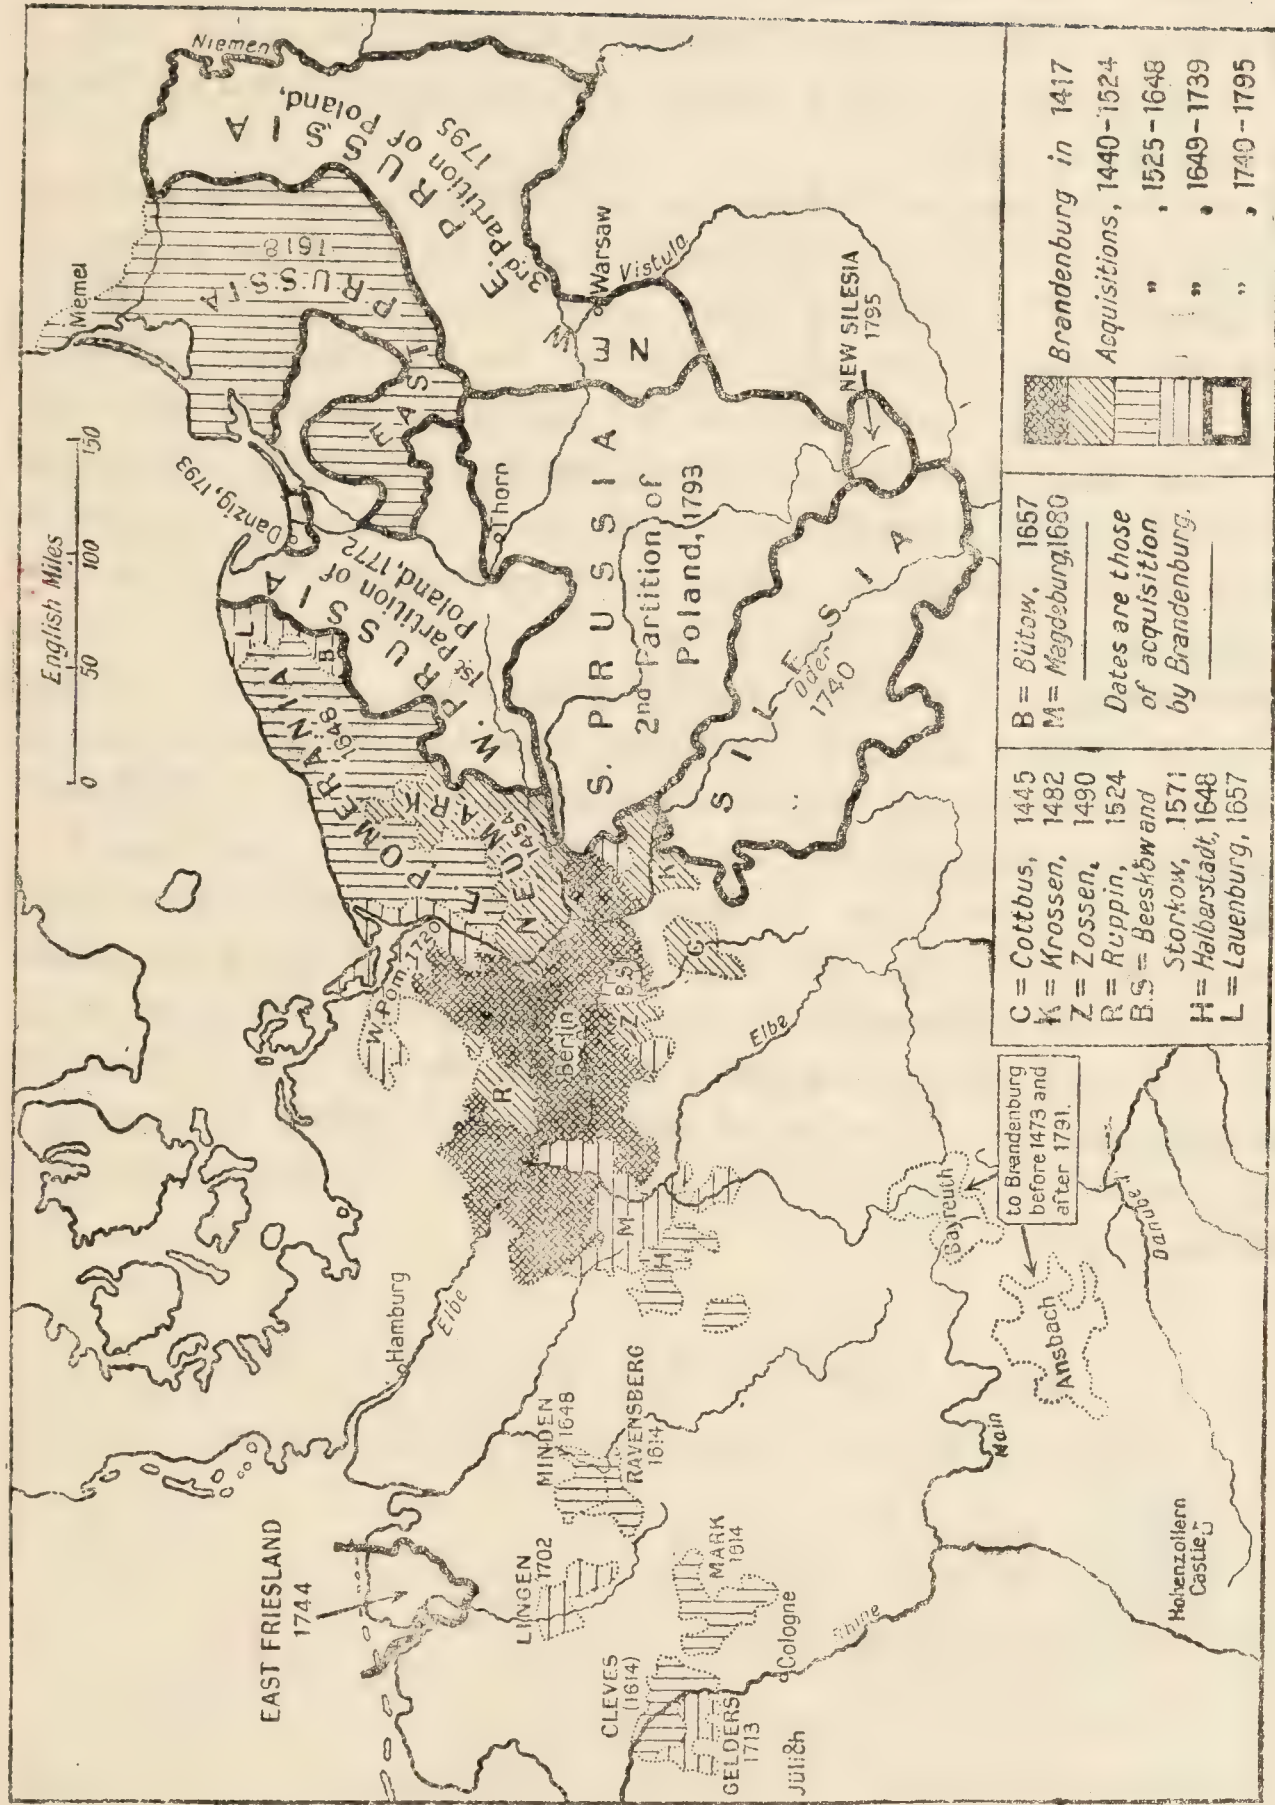 English Miles
0 50 100 150
Niemen
Memel
Danzig, 1793
E. PRUSSIA
3rd Partition of Poland,
1795
EAST PRUSSIA
1618
W. PRUSSIA
1st Partition of
Poland, 1772
L
B
E. POMERANIA
1648
NEUMARK
1454
W. Pom. 1720
Thorn
Warsaw
Vistula
S. PRUSSIA
2nd Partition of
Poland, 1793
NEW SILESIA
1795
SILESIA
Oder
1740
K
C
B.S
Z
Berlin
R
M
H
Elbe
Hamburg
Elbe
EAST FRIESLAND
1744
LINGEN
1702
MINDEN
1648
RAVENSBERG
1614
MARK
1614
CLEVES
(1614)
GELDERS
1713
Jülich
Cologne
Rhine
Main
Bayreuth
Ansbach
to Brandenburg
before 1473 and
after 1791.
Danube
Hohenzollern
Castle
C = Cottbus, 1445
K = Krossen, 1482
Z = Zossen, 1490
R = Ruppin, 1524
B.S = Beeskow and
Storkow, 1571
H = Halberstadt, 1648
L = Lauenburg, 1657
B = Bütow, 1657
M = Magdeburg, 1680
Dates are those
of acquisition
by Brandenburg.
Brandenburg in 1417
Acquisitions, 1440-1524
" , 1525-1648
" , 1649-1739
" , 1740-1795